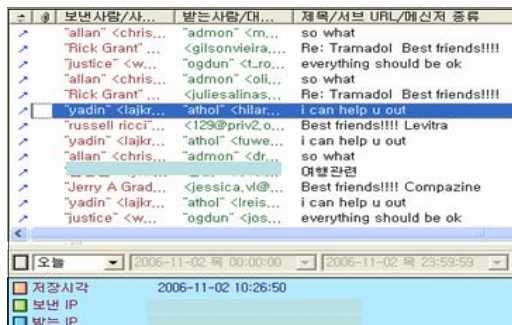 보낸사람/사... 받는사람/대... 제목/서브 URL/메신저 종류
"allan" <chris... "admon" <m... so what
"Rick Grant" ... <gilsonvieira,... Re: Tramadol Best friends!!!!
"justice" <w... "ogdun" <t_ro... everything should be ok
"allan" <chris... "admon" <oli... so what
"Rick Grant" ... <juliesalinas,... Re: Tramadol Best friends!!!!
"yadin" <lajkr... "athol" <hilar... i can help u out
"russell ricci"... <129@priv2,o... Best friends!!!! Levitra
"yadin" <lajkr... "athol" <fuwe... i can help u out
"allan" <chris... "admon" <dr... so what
여행관련
"Jerry A Grad... <jessica,vl@... Best friends!!!! Compazine
"yadin" <lajkr... "athol" <lreis... i can help u out
"justice" <w... "ogdun" <jos... everything should be ok
오늘 2006-11-02 목 00:00:00 2006-11-02 목 23:59:59
저장시각 2006-11-02 10:26:50
보낸 IP
받는 IP